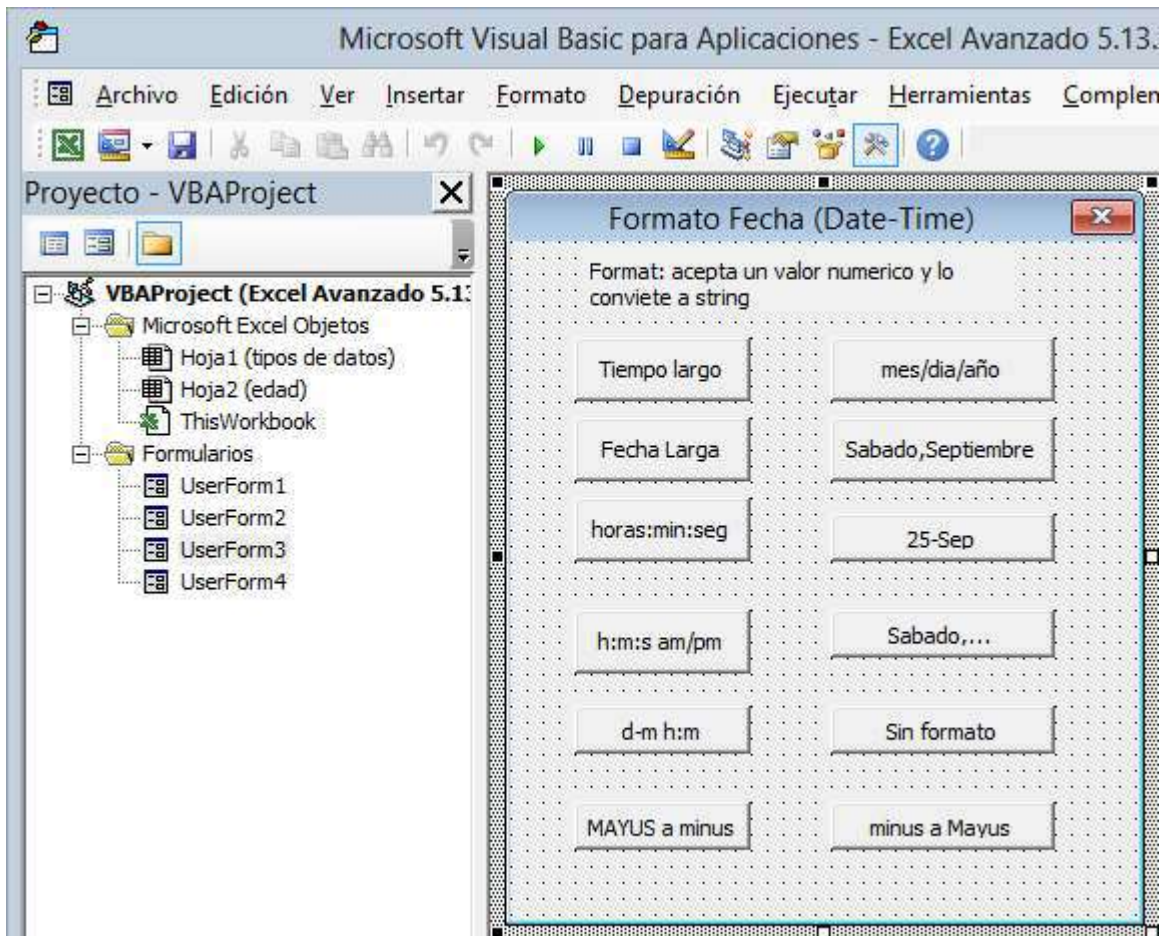 Microsoft Visual Basic para Aplicaciones - Excel Avanzado 5.13.
Archivo Edición Ver Insertar Formato Depuración Ejecutar Herramientas Complem
Proyecto - VBAProject
Formato Fecha (Date-Time)
Format: acepta un valor numerico y lo
conviete a string
VBAProject (Excel Avanzado 5.13
Microsoft Excel Objetos
Hoja1 (tipos de datos)
Hoja2 (edad)
ThisWorkbook
Formularios
UserForm1
UserForm2
UserForm3
UserForm4
Tiempo largo
mes/dia/año
Fecha Larga
Sabado,Septiembre
horas:min:seg
25-Sep
h:m:s am/pm
Sabado,...
d-m h:m
Sin formato
MAYUS a minus
minus a Mayus